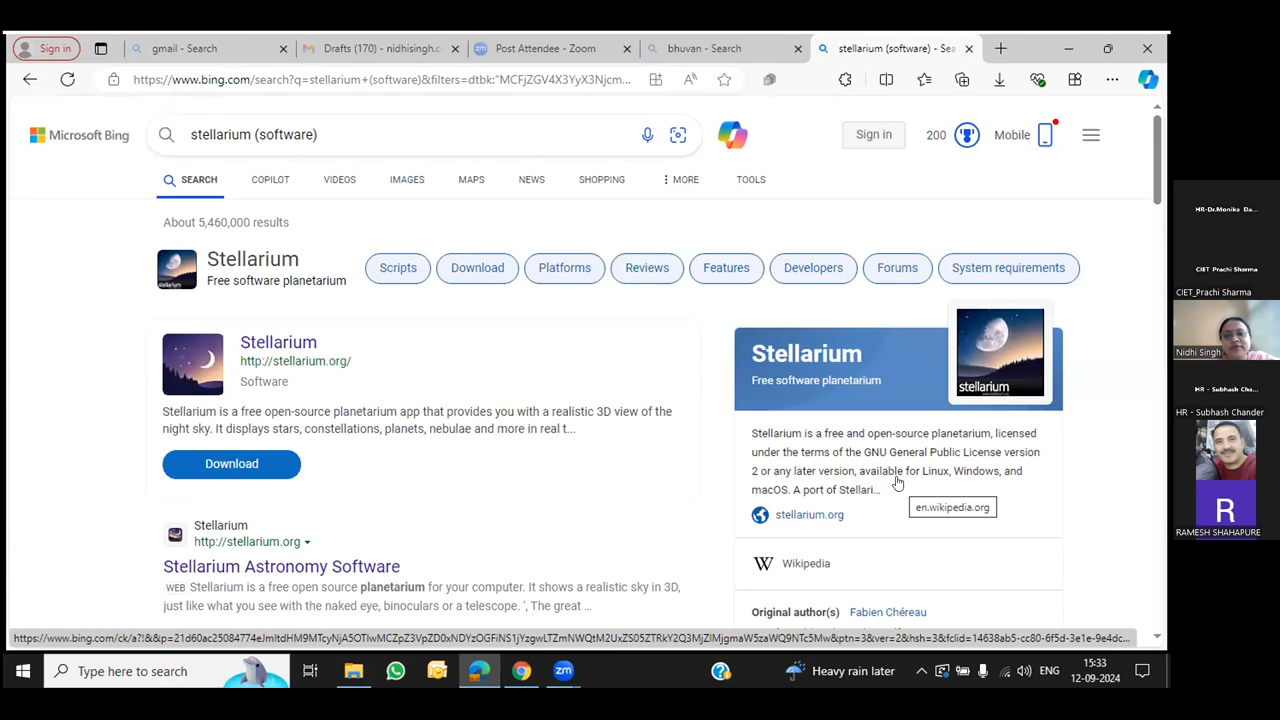 Sign in
gmail - Search
Drafts (170) - nidhisingh.c
Post Attendee - Zoom
bhuvan - Search
stellarium (software) - Sea
https://www.bing.com/search?q=stellarium+(software)&filters=dtbk:"MCFjZGV4X3YyX3Njcm...
Microsoft Bing
stellarium (software)
Sign in
200
Mobile
SEARCH
COPILOT
VIDEOS
IMAGES
MAPS
NEWS
SHOPPING
MORE
TOOLS
About 5,460,000 results
Stellarium
Free software planetarium
Scripts
Download
Platforms
Reviews
Features
Developers
Forums
System requirements
Stellarium
http://stellarium.org/
Software
Stellarium is a free open-source planetarium app that provides you with a realistic 3D view of the
night sky. It displays stars, constellations, planets, nebulae and more in real t...
Download
Stellarium
http://stellarium.org
Stellarium Astronomy Software
WEB Stellarium is a free open source planetarium for your computer. It shows a realistic sky in 3D,
just like what you see with the naked eye, binoculars or a telescope. ', The great ...
Stellarium
Free software planetarium
stellarium
Stellarium is a free and open-source planetarium, licensed
under the terms of the GNU General Public License version
2 or any later version, available for Linux, Windows, and
macOS. A port of Stellari...
en.wikipedia.org
stellarium.org
Wikipedia
Original author(s) Fabien Chéreau
HR-Dr.Monika Da...
CIET Prachi Sharma
CIET_Prachi Sharma
Nidhi Singh
HR - Subhash Cha...
HR - Subhash Chander
R
RAMESH SHAHAPURE
Type here to search
Heavy rain later
ENG
15:33
12-09-2024